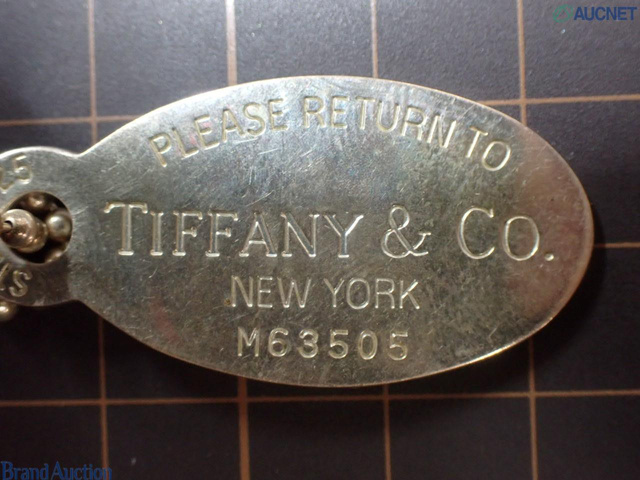 AUCNET
PLEASE RETURN TO
TIFFANY & CO.
NEW YORK
M63505
Brand Auction